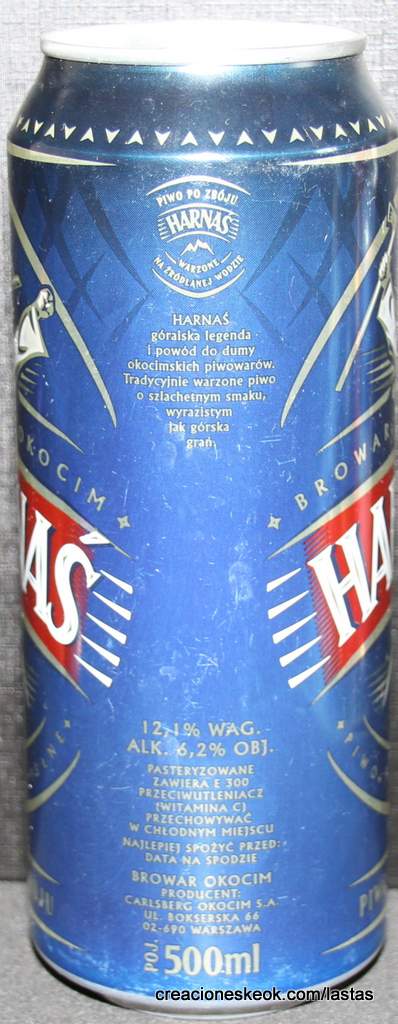 PIWO PO ZBÓJU
HARNAŚ
WARZONE
NA ŹRÓDLANEJ WODZIE
HARNAŚ
góralska legenda
i powód do dumy
okocimskich piwowarów.
Tradycyjnie warzone piwo
o szlachetnym smaku,
wyrazistym
jak górska
grań.
OKOCIM
BROWAR
AŚ
HA
12,1% WAG.
ALK. 6,2% OBJ.
PASTERYZOWANE
ZAWIERA E 300
PRZECIWUTLENIACZ
(WITAMINA C)
PRZECHOWYWAĆ
W CHŁODNYM MIEJSCU
NAJLEPIEJ SPOŻYĆ PRZED:
DATA NA SPODZIE
BROWAR OKOCIM
PRODUCENT:
CARLSBERG OKOCIM S.A.
UL. BOKSERSKA 66
02-690 WARSZAWA
POJ. 500ml
creacioneskeok.com/lastas